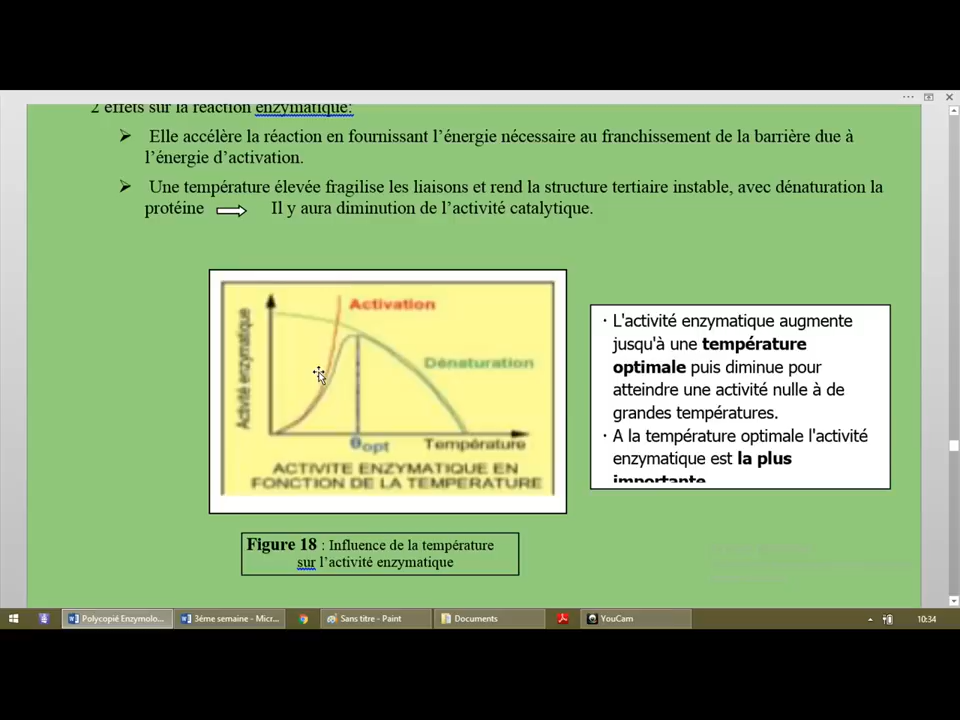 2 effets sur la réaction enzymatique:
➢ Elle accélère la réaction en fournissant l'énergie nécessaire au franchissement de la barrière due à
l'énergie d'activation.
➢ Une température élevée fragilise les liaisons et rend la structure tertiaire instable, avec dénaturation la
protéine ⇒ Il y aura diminution de l'activité catalytique.
Activation
Activité enzymatique
Dénaturation
θopt
Température
ACTIVITE ENZYMATIQUE EN
FONCTION DE LA TEMPERATURE
· L'activité enzymatique augmente
jusqu'à une température
optimale puis diminue pour
atteindre une activité nulle à de
grandes températures.
· A la température optimale l'activité
enzymatique est la plus
importante
Figure 18 : Influence de la température
sur l'activité enzymatique
Polycopié Enzymolo...
3éme semaine - Micr...
Sans titre - Paint
Documents
YouCam
10:34